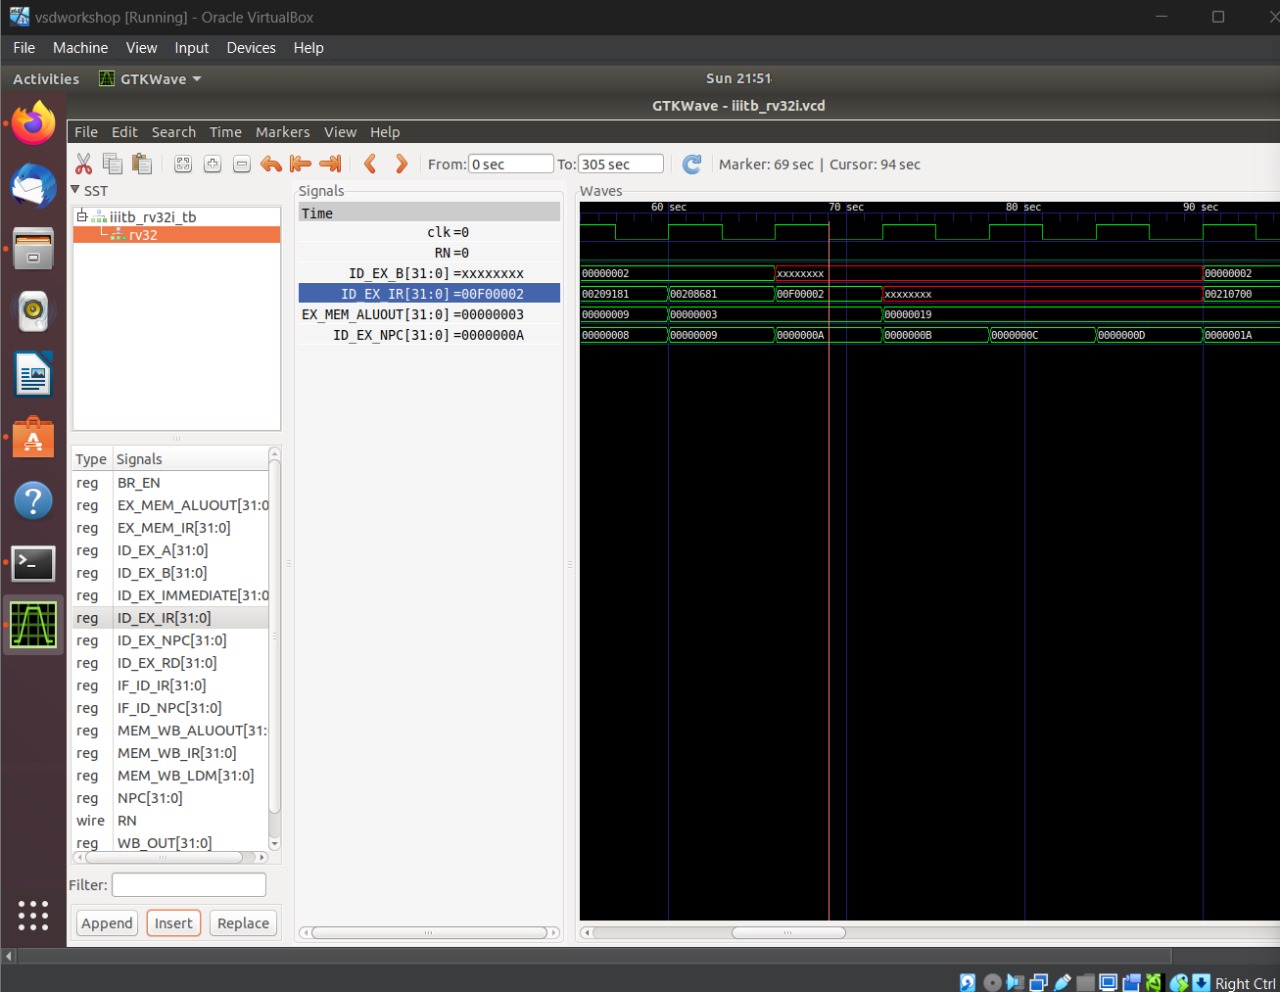 vsdworkshop [Running] - Oracle VirtualBox
File Machine View Input Devices Help
Activities GTKWave Sun 21:51
GTKWave - iiitb_rv32i.vcd
File Edit Search Time Markers View Help
From: 0 sec To: 305 sec Marker: 69 sec | Cursor: 94 sec
SST
iiitb_rv32i_tb
rv32
Type Signals
reg BR_EN
reg EX_MEM_ALUOUT[31:0
reg EX_MEM_IR[31:0]
reg ID_EX_A[31:0]
reg ID_EX_B[31:0]
reg ID_EX_IMMEDIATE[31:0
reg ID_EX_IR[31:0]
reg ID_EX_NPC[31:0]
reg ID_EX_RD[31:0]
reg IF_ID_IR[31:0]
reg IF_ID_NPC[31:0]
reg MEM_WB_ALUOUT[31:
reg MEM_WB_IR[31:0]
reg MEM_WB_LDM[31:0]
reg NPC[31:0]
wire RN
reg WB_OUT[31:0]
Filter:
Append Insert Replace
Signals
Time
clk =0
RN =0
ID_EX_B[31:0] =xxxxxxxx
ID_EX_IR[31:0] =00F00002
EX_MEM_ALUOUT[31:0] =00000003
ID_EX_NPC[31:0] =0000000A
Waves
60 sec 70 sec 80 sec 90 sec
00000002 xxxxxxxx 00000002
00209181 00208681 00F00002 xxxxxxxx 00210700
00000009 00000003 00000019
00000008 00000009 0000000A 0000000B 0000000C 0000000D 0000001A
Right Ctrl